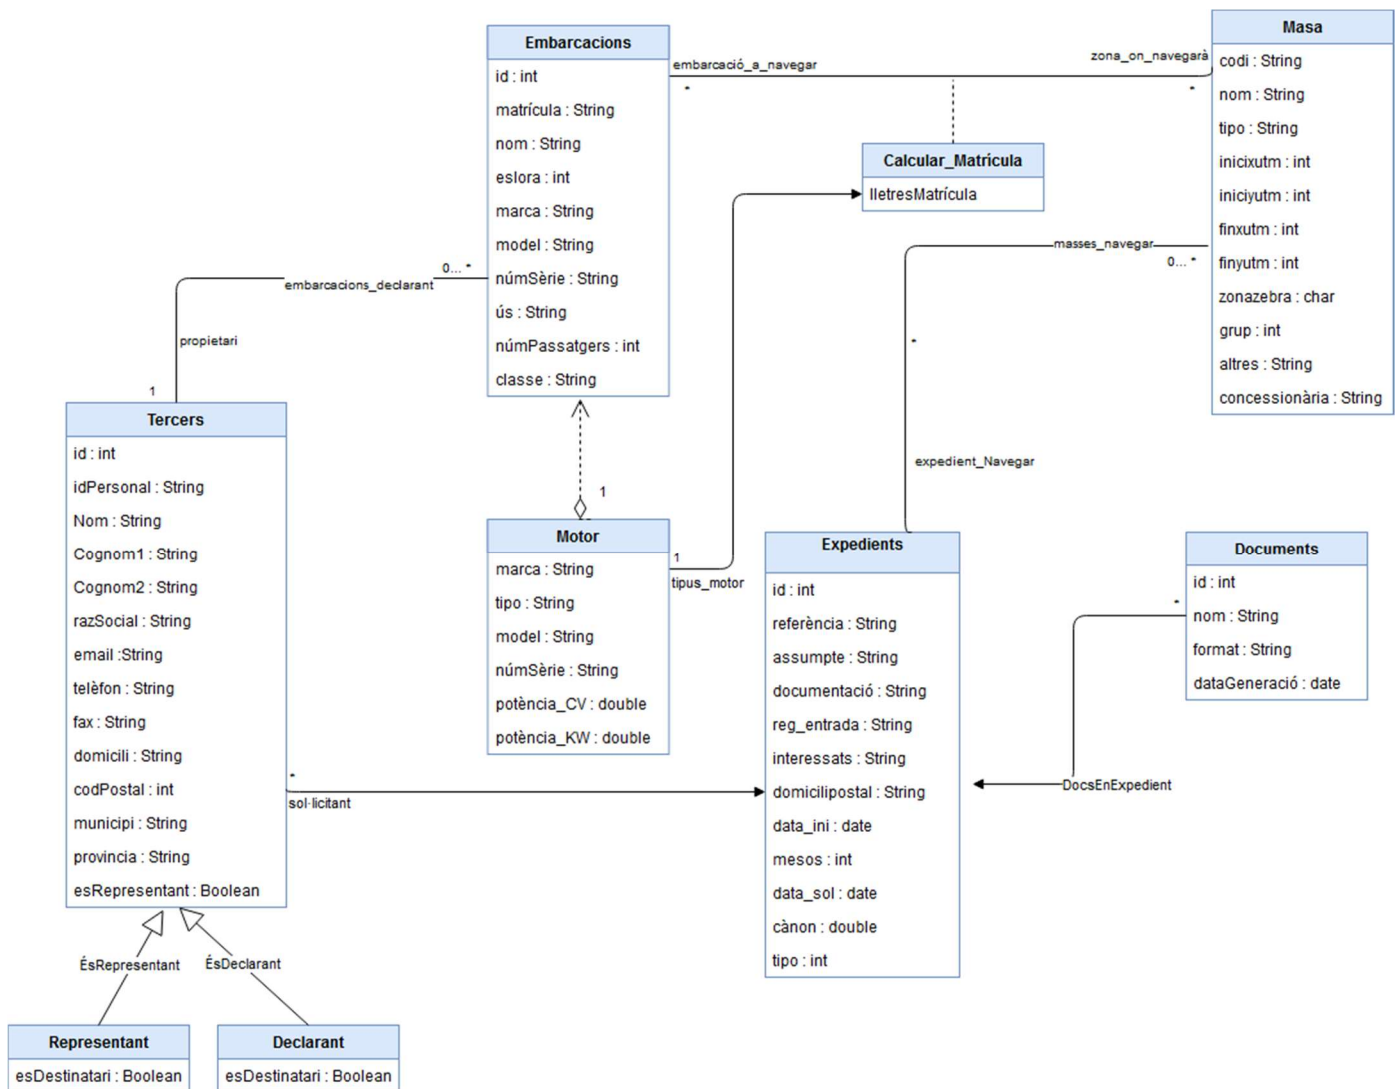 Embarcacions
id : int
matrícula : String
nom : String
eslora : int
marca : String
model : String
númSèrie : String
ús : String
númPassatgers : int
classe : String
embarcació_a_navegar
*
zona_on_navegarà
*
Masa
codi : String
nom : String
tipo : String
inicixutm : int
iniciyutm : int
finxutm : int
finyutm : int
zonazebra : char
grup : int
altres : String
concessionària : String
Calcular_Matrícula
lletresMatrícula
masses_navegar
0... *
*
expedient_Navegar
0... *
embarcacions_declarant
propietari
1
Tercers
id : int
idPersonal : String
Nom : String
Cognom1 : String
Cognom2 : String
razSocial : String
email :String
telèfon : String
fax : String
domicili : String
codPostal : int
municipi : String
provincia : String
esRepresentant : Boolean
1
Motor
marca : String
tipo : String
model : String
númSèrie : String
potència_CV : double
potència_KW : double
1
tipus_motor
Expedients
id : int
referència : String
assumpte : String
documentació : String
reg_entrada : String
interessats : String
domicilipostal : String
data_ini : date
mesos : int
data_sol : date
cànon : double
tipo : int
Documents
id : int
nom : String
format : String
dataGeneració : date
*
DocsEnExpedient
*
sol·licitant
ÉsRepresentant
ÉsDeclarant
Representant
esDestinatari : Boolean
Declarant
esDestinatari : Boolean